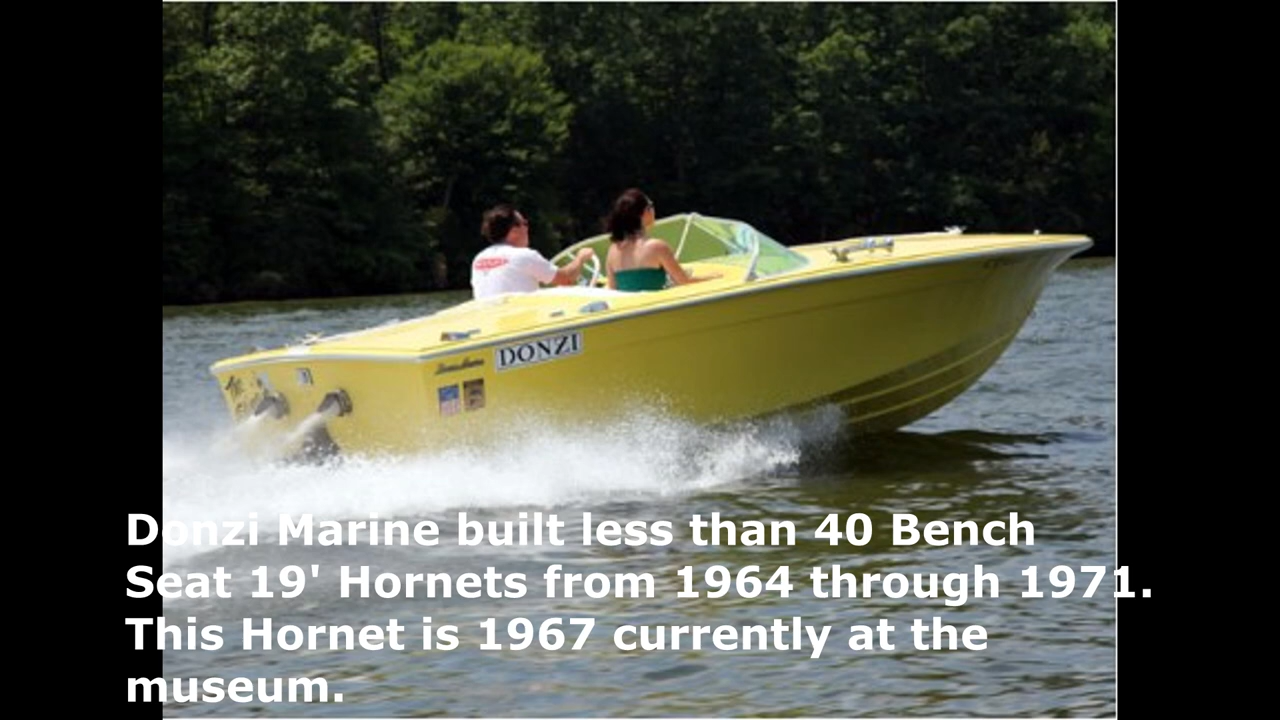 DONZI
Donzi Marine built less than 40 Bench
Seat 19' Hornets from 1964 through 1971.
This Hornet is 1967 currently at the
museum.